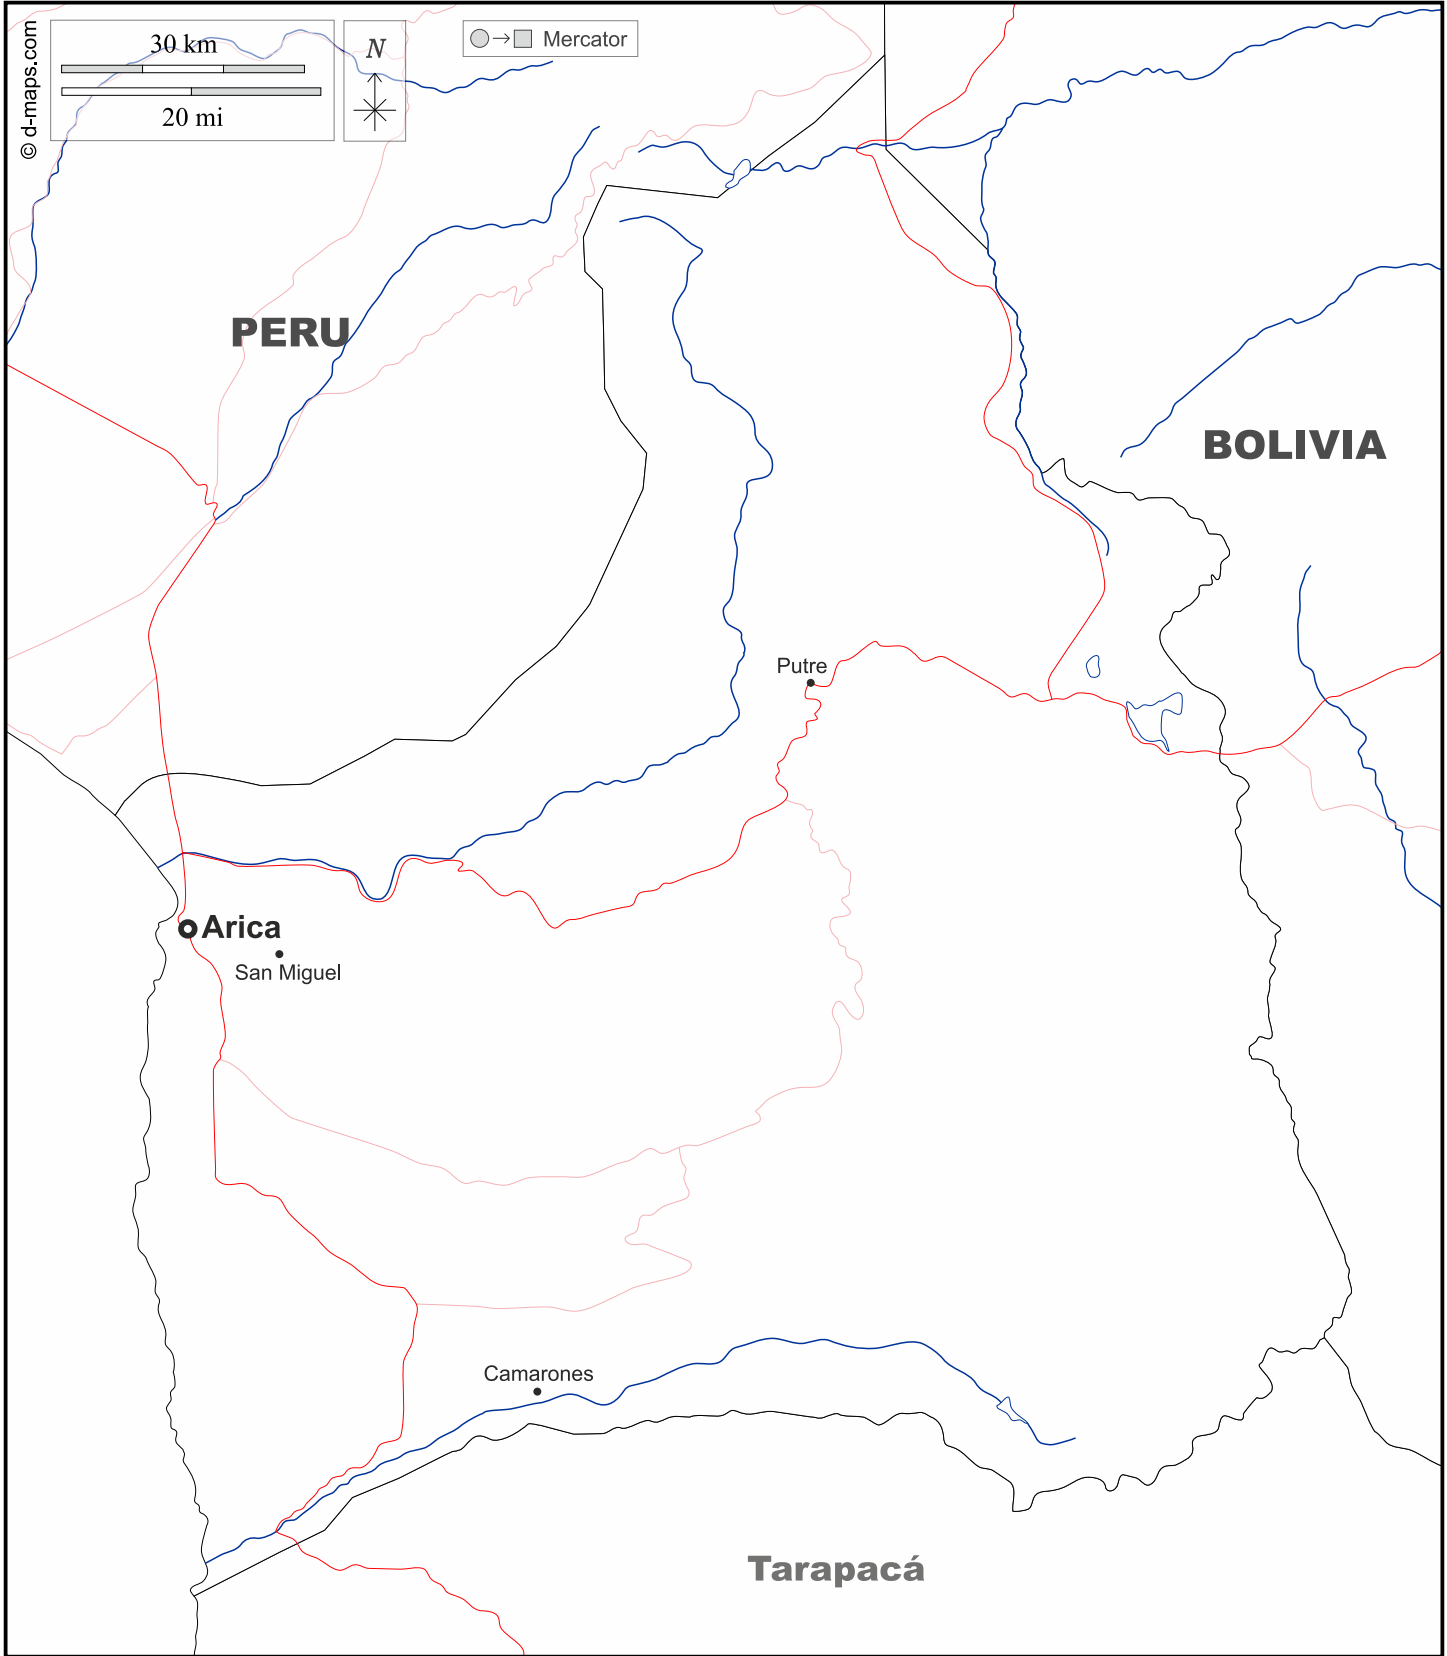 © d-maps.com
30 km
20 mi
N
Mercator
PERU
BOLIVIA
Putre
Arica
San Miguel
Camarones
Tarapacá